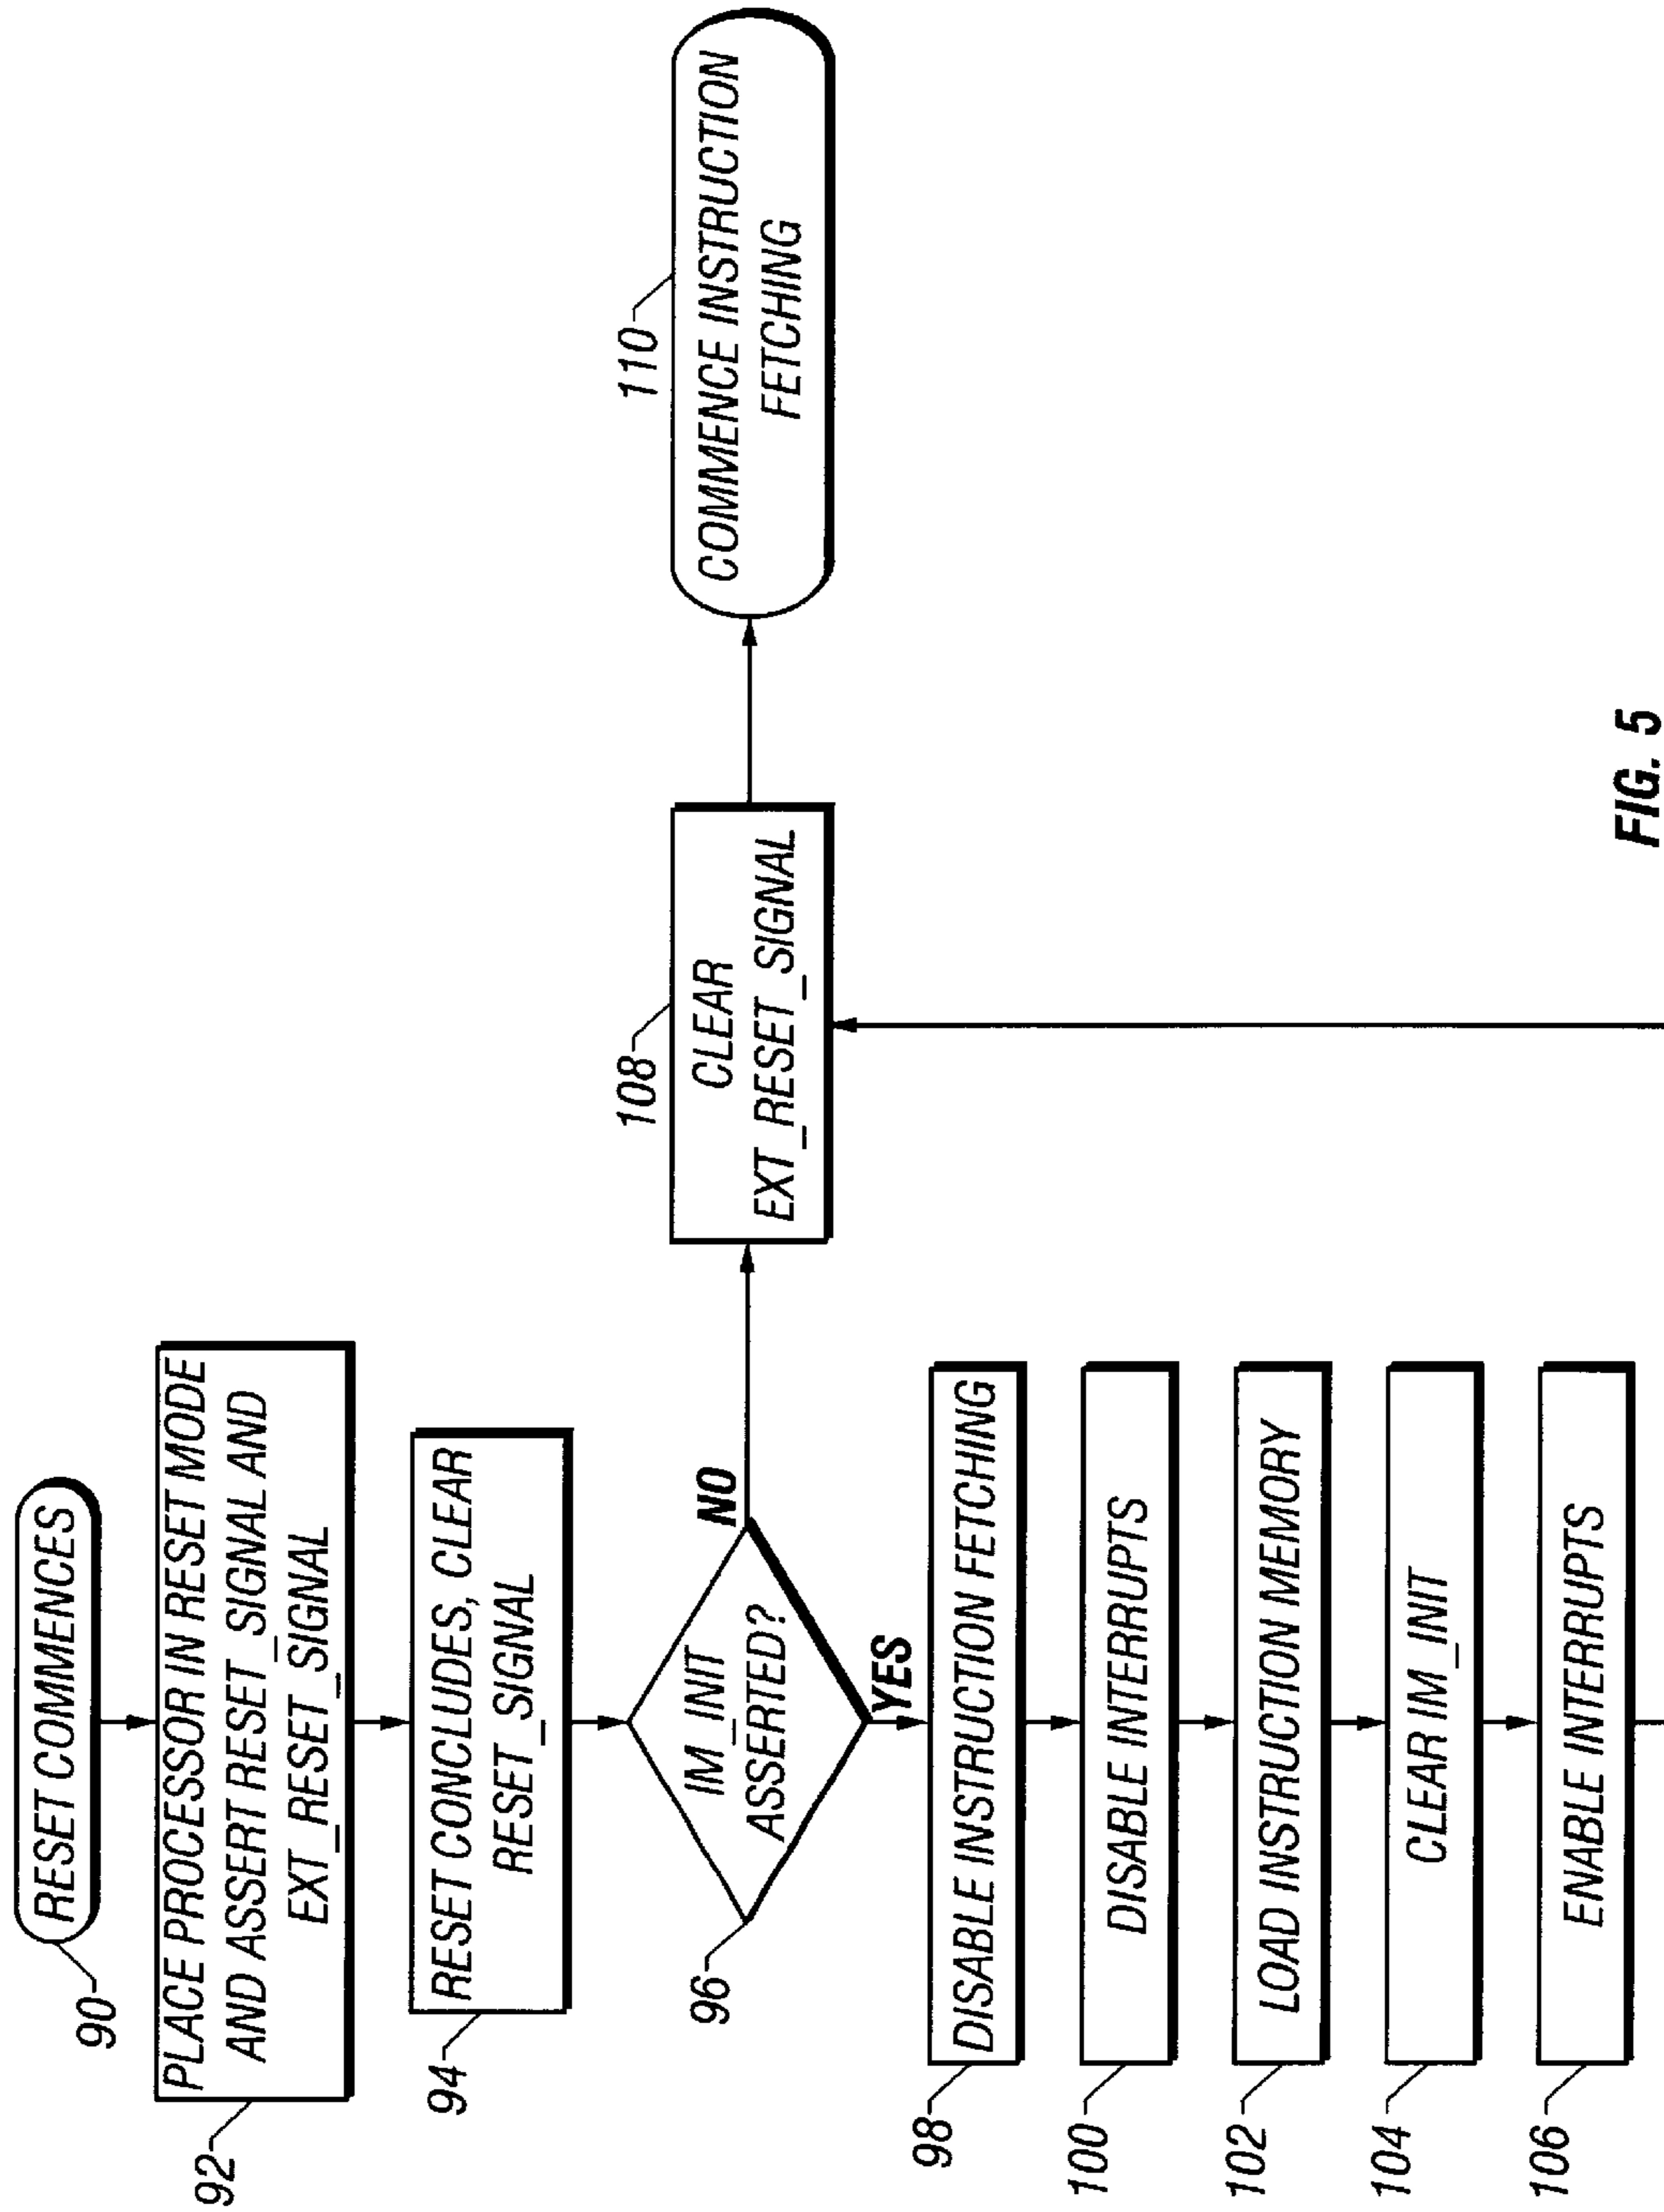 90
RESET COMMENCES
92
PLACE PROCESSOR IN RESET MODE
AND ASSERT RESET_SIGNAL AND
EXT_RESET_SIGNAL
94
RESET CONCLUDES, CLEAR
RESET_SIGNAL
96
IM_INIT
ASSERTED?
NO
YES
98
DISABLE INSTRUCTION FETCHING
100
DISABLE INTERRUPTS
102
LOAD INSTRUCTION MEMORY
104
CLEAR IM_INIT
106
ENABLE INTERRUPTS
108
CLEAR
EXT_RESET_SIGNAL
110
COMMENCE INSTRUCTION
FETCHING
FIG. 5